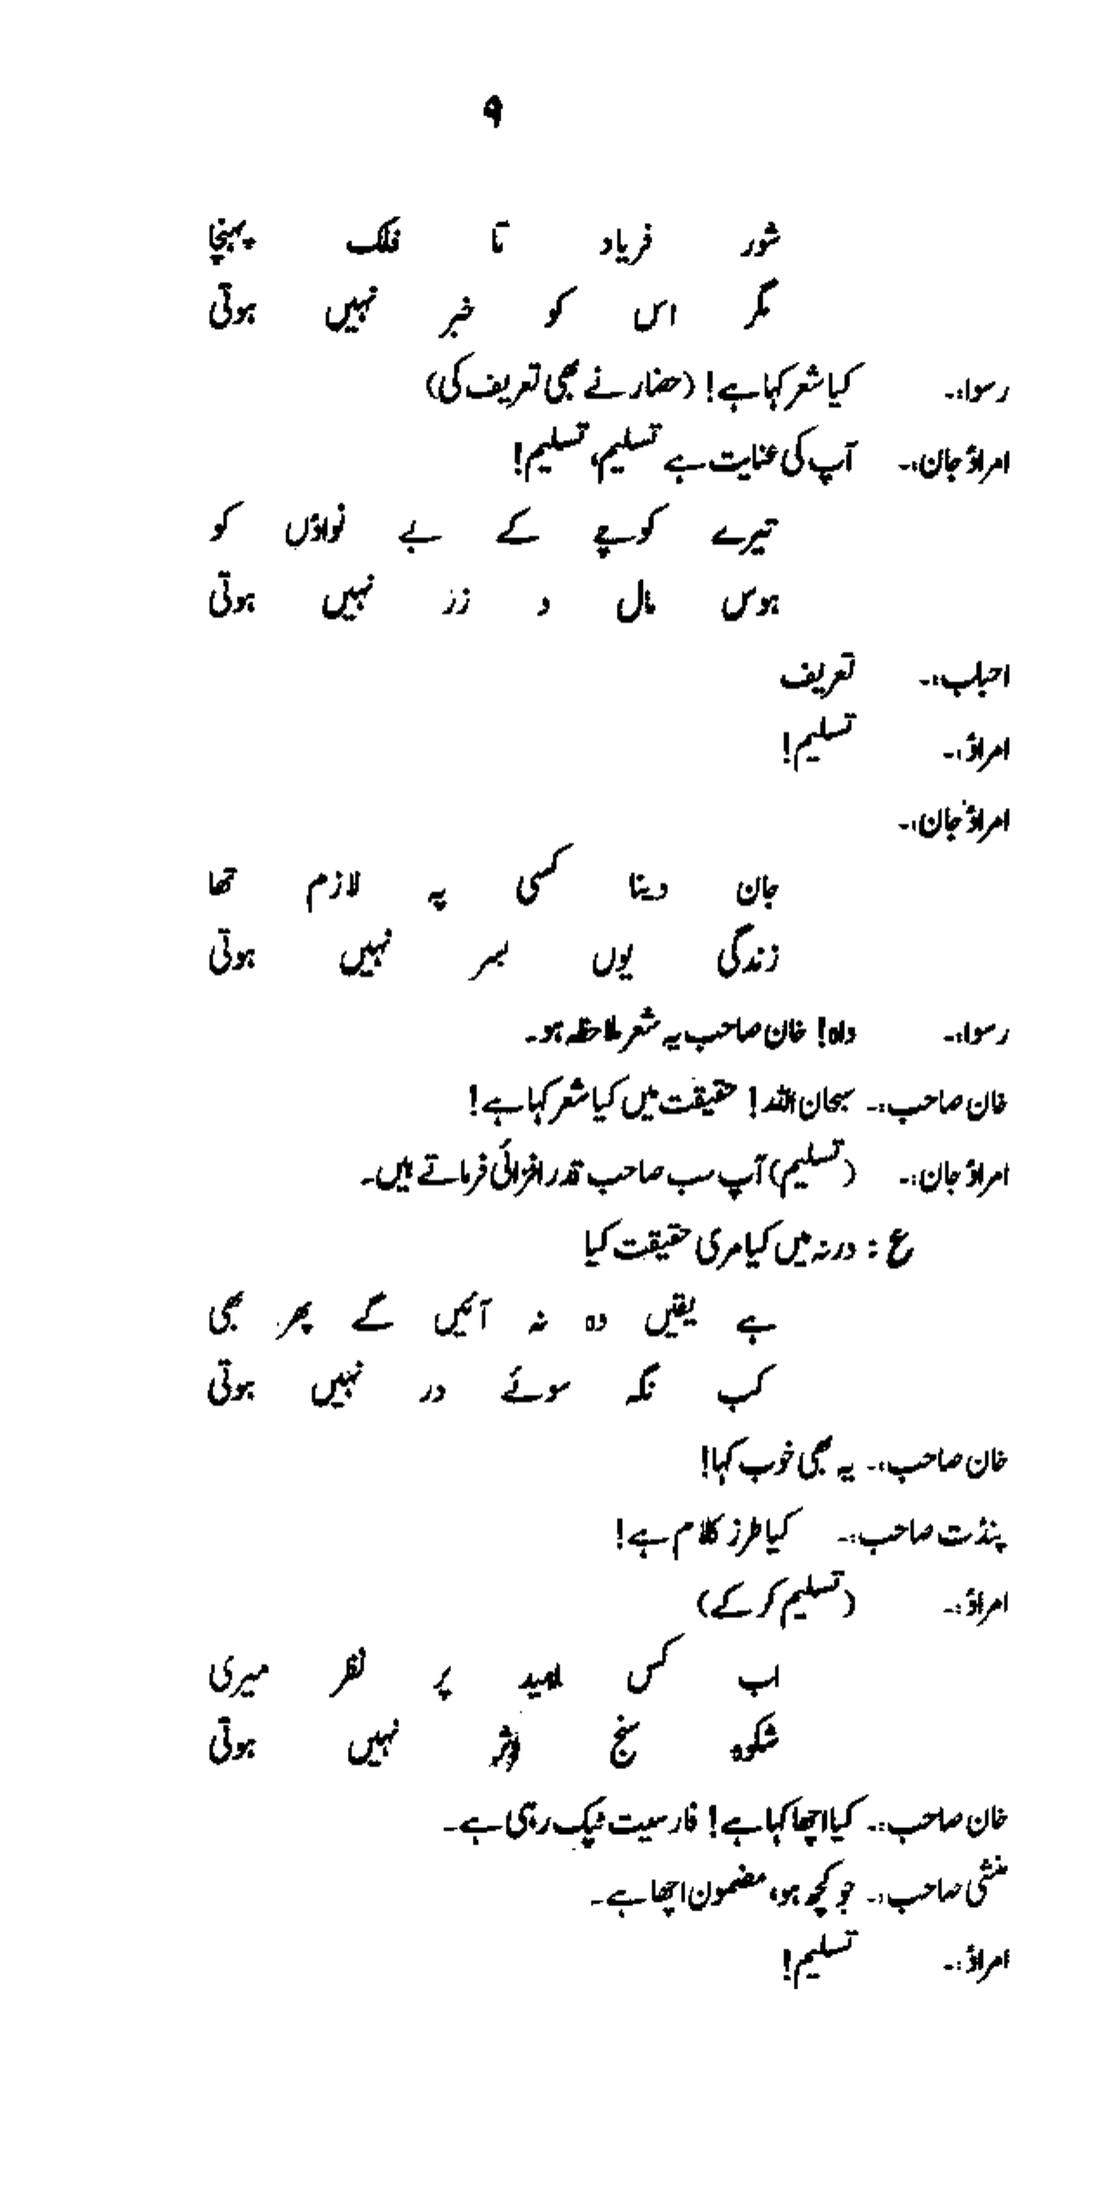 ۹
شور فریاد تا فلک پہنچا
مگر اس کو خبر نہیں ہوتی
رسوا:۔ کیا شعر کہا ہے! (حضار نے بھی تعریف کی)
امراؤ جان:۔ آپ کی عنایت ہے تسلیم، تسلیم!
تیرے کوچے کے بے نواؤں کو
ہوس مال و زر نہیں ہوتی
احباب:۔ تعریف
امراؤ:۔ تسلیم!
امراؤ جان:۔
جان دینا کسی پہ لازم تھا
زندگی یوں بسر نہیں ہوتی
رسوا:۔ واہ! خان صاحب یہ شعر ملاحظہ ہو۔
خان صاحب:۔ سبحان اللہ! حقیقت میں کیا شعر کہا ہے!
امراؤ جان:۔ (تسلیم) آپ سب صاحب قدر افزائی فرماتے ہیں۔
ع : ورنہ میں کیا مری حقیقت کیا
ہے یقیں وہ نہ آئیں گے پھر بھی
کب نگہ سوئے در نہیں ہوتی
خان صاحب:۔ یہ بھی خوب کہا!
پنڈت صاحب:۔ کیا طرز کلام ہے!
امراؤ:۔ (تسلیم کر کے)
اب کس امید پر نظر میری
شکوہ سنج اثر نہیں ہوتی
خان صاحب:۔ کیا اچھا کہا ہے! فارسیت ٹپک رہی ہے۔
منشی صاحب:۔ جو کچھ ہو، مضمون اچھا ہے۔
امراؤ:۔ تسلیم!